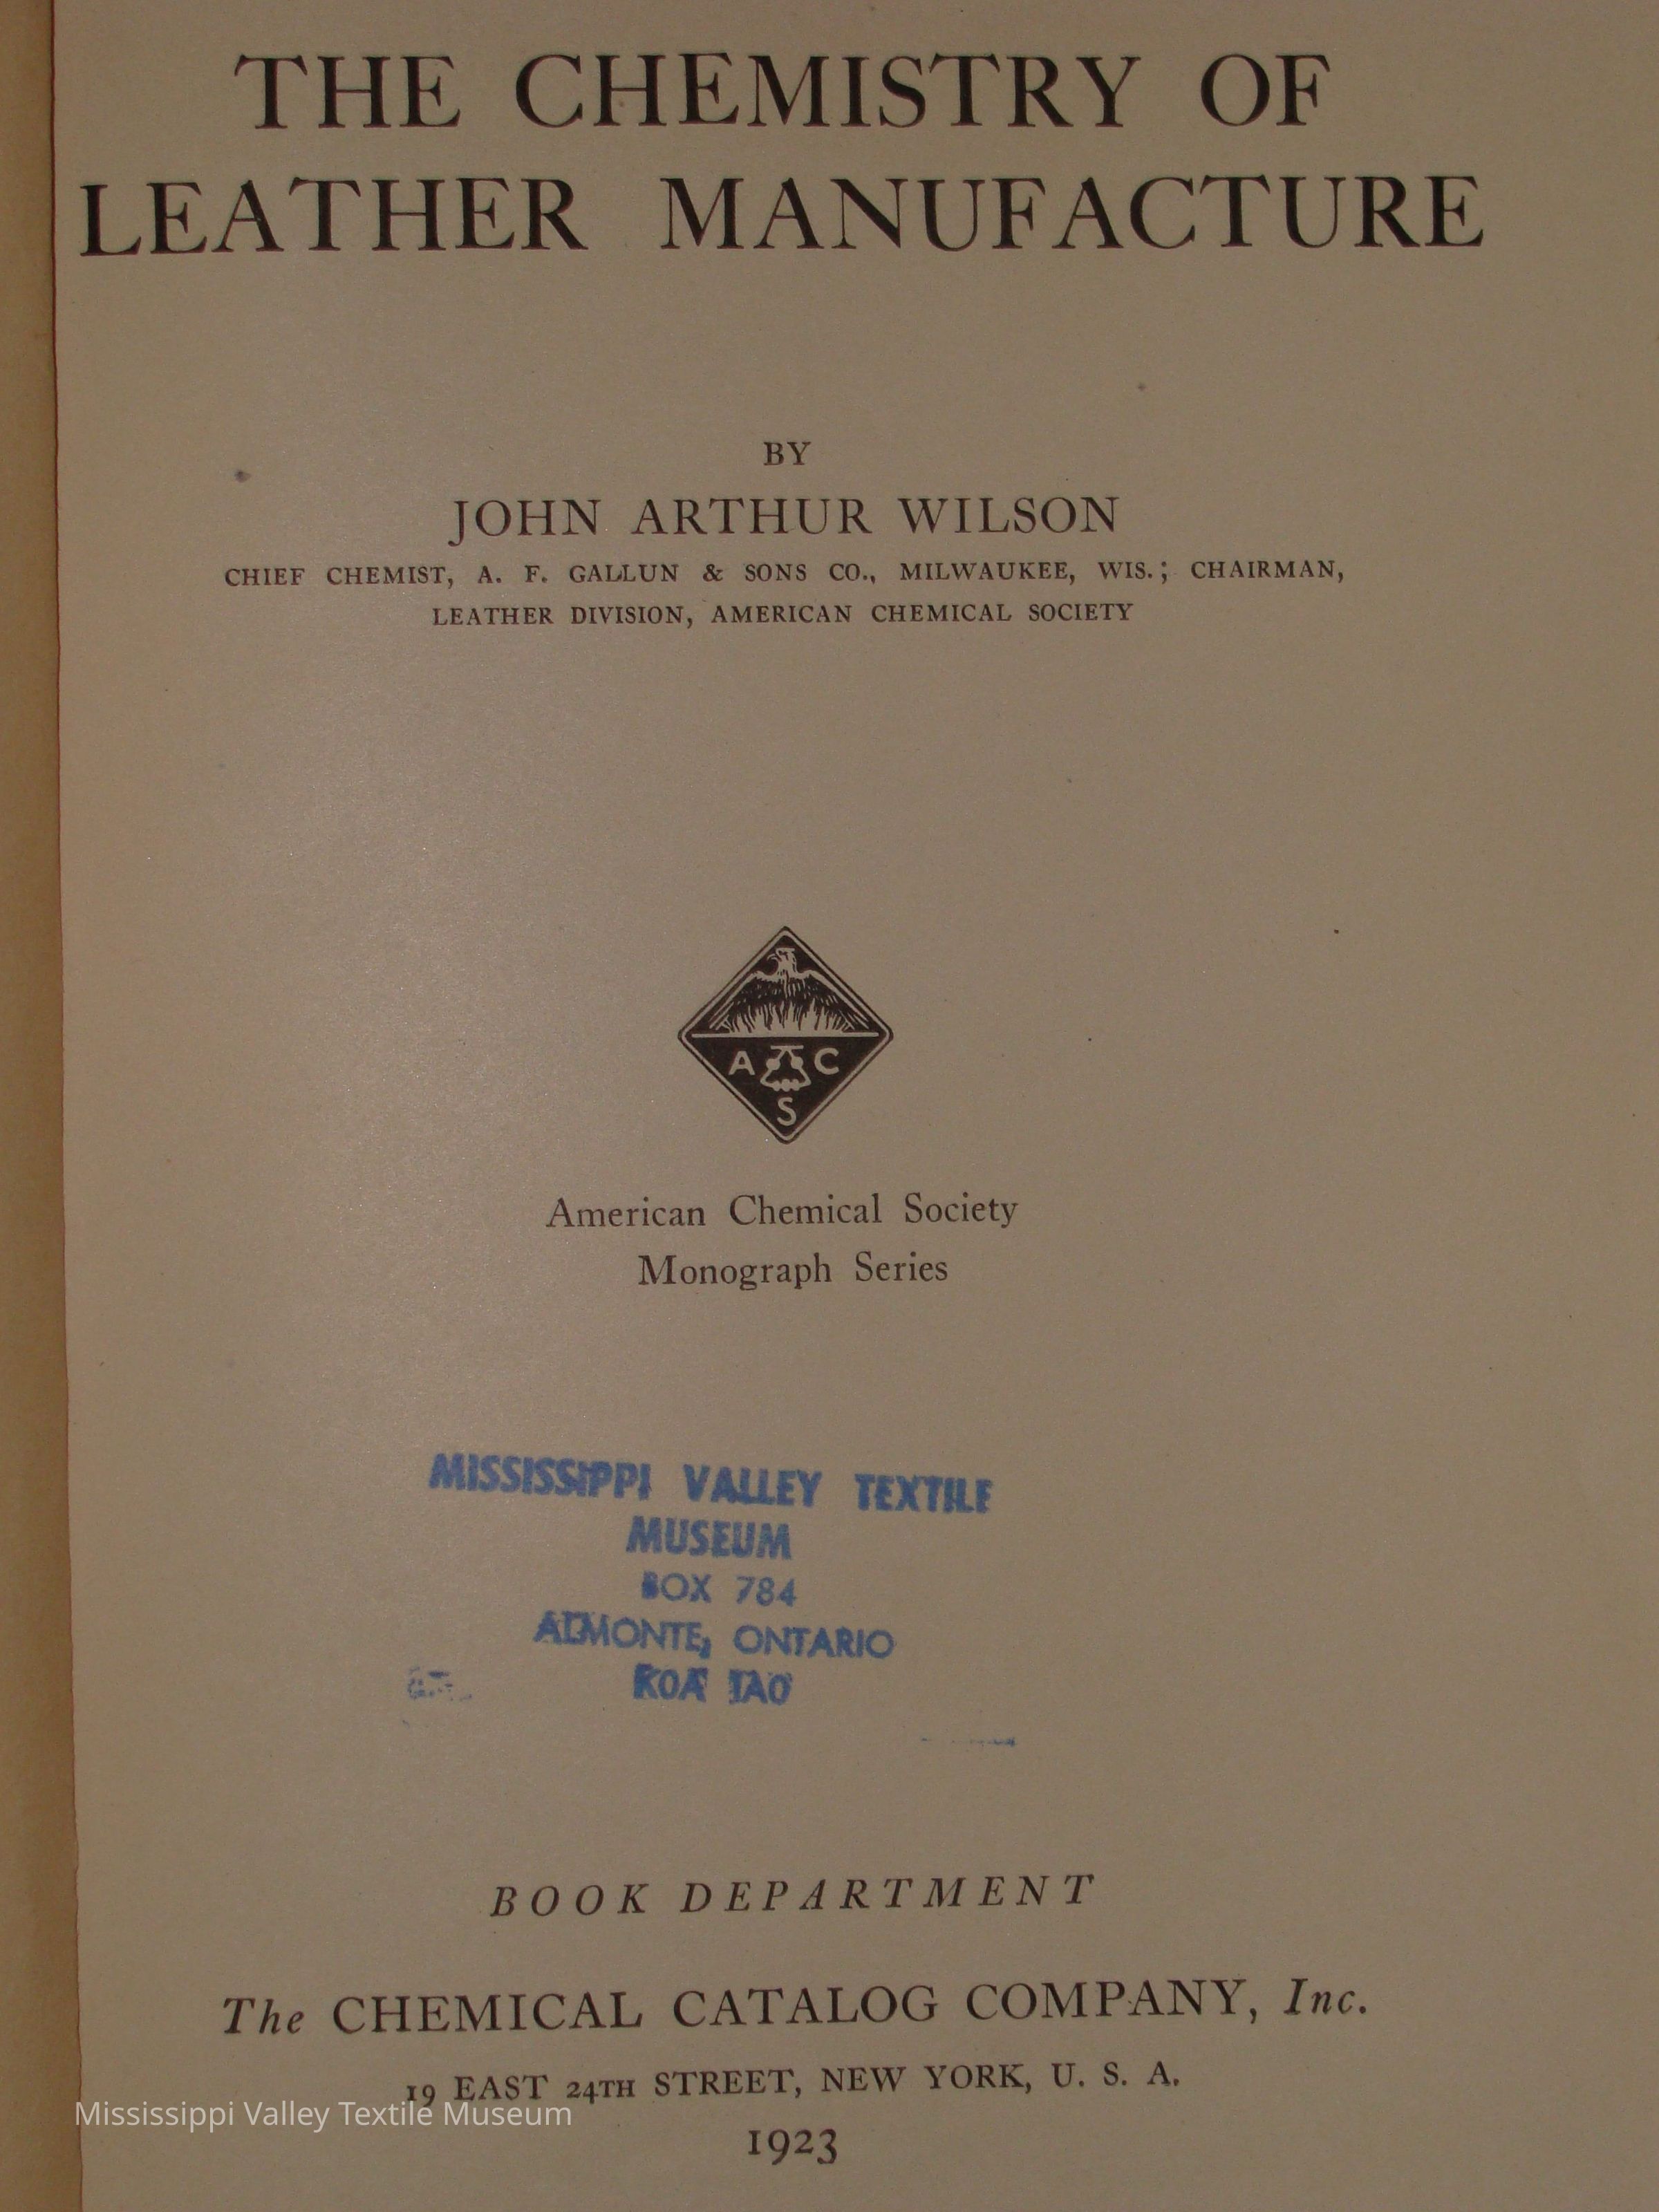 THE CHEMISTRY OF
LEATHER MANUFACTURE
BY
JOHN ARTHUR WILSON
CHIEF CHEMIST, A. F. GALLUN & SONS CO., MILWAUKEE, WIS.; CHAIRMAN,
LEATHER DIVISION, AMERICAN CHEMICAL SOCIETY
A C
S
American Chemical Society
Monograph Series
MISSISSIPPI VALLEY TEXTILE
MUSEUM
BOX 784
ALMONTE, ONTARIO
K0A 1A0
BOOK DEPARTMENT
The CHEMICAL CATALOG COMPANY, Inc.
19 EAST 24TH STREET, NEW YORK, U. S. A.
Mississippi Valley Textile Museum
1923